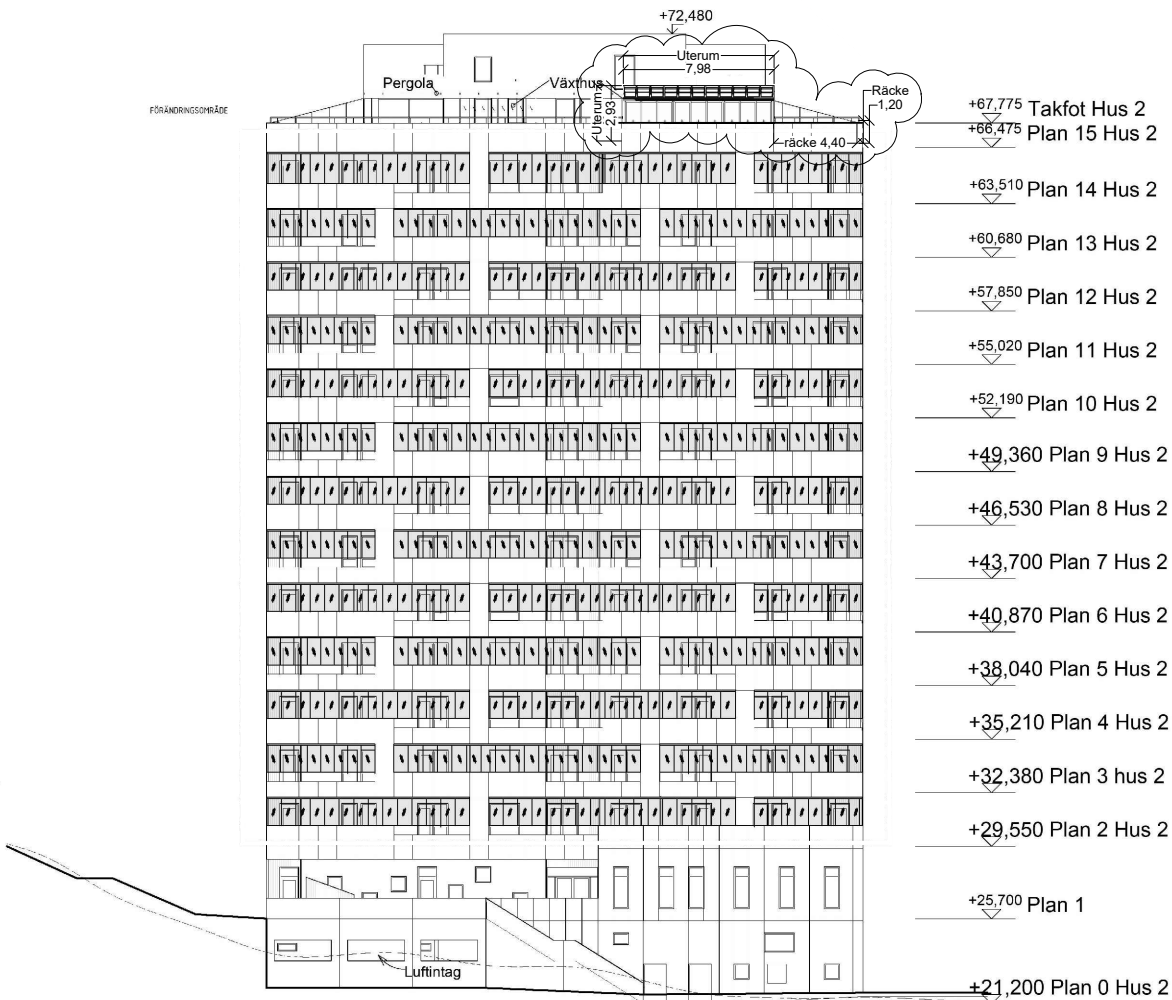 +72,480
Uterum
7,98
Pergola
Växthus
Uterum
2,93
Räcke
1,20
FÖRÄNDRINGSOMRÅDE
+67,775 Takfot Hus 2
räcke 4,40
+66,475 Plan 15 Hus 2
+63,510 Plan 14 Hus 2
+60,680 Plan 13 Hus 2
+57,850 Plan 12 Hus 2
+55,020 Plan 11 Hus 2
+52,190 Plan 10 Hus 2
+49,360 Plan 9 Hus 2
+46,530 Plan 8 Hus 2
+43,700 Plan 7 Hus 2
+40,870 Plan 6 Hus 2
+38,040 Plan 5 Hus 2
+35,210 Plan 4 Hus 2
+32,380 Plan 3 hus 2
+29,550 Plan 2 Hus 2
+25,700 Plan 1
Luftintag
+21,200 Plan 0 Hus 2